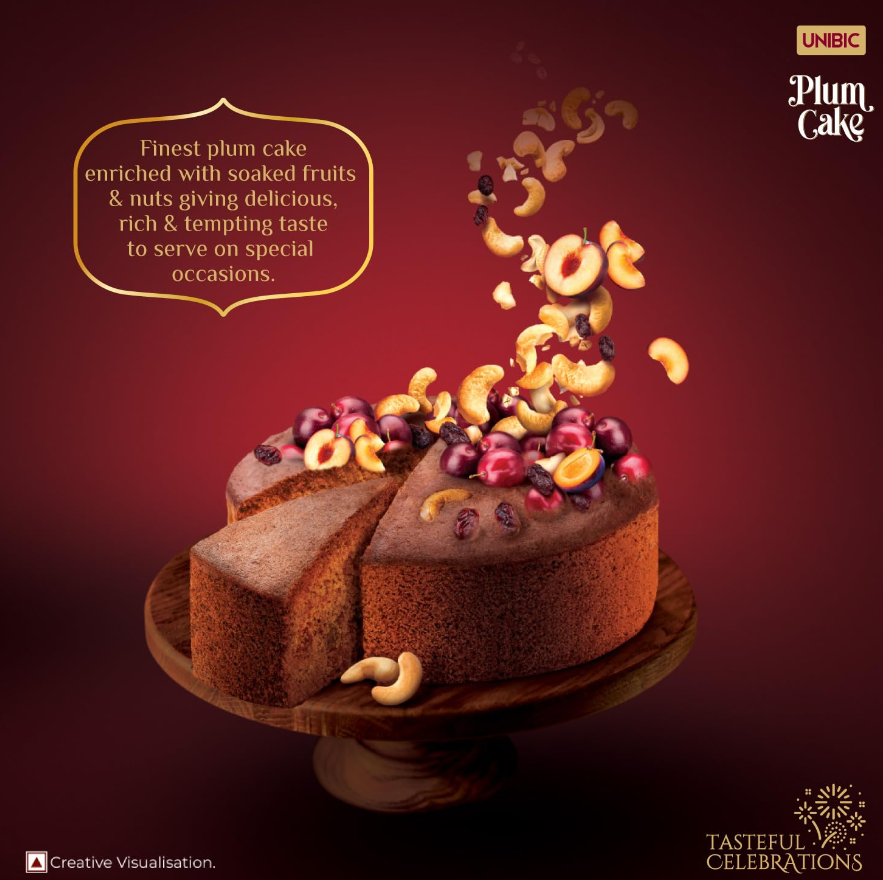 UNIBIC
Plum
Cake
Finest plum cake
enriched with soaked fruits
& nuts giving delicious,
rich & tempting taste
to serve on special
occasions.
Creative Visualisation.
TASTEFUL
CELEBRATIONS